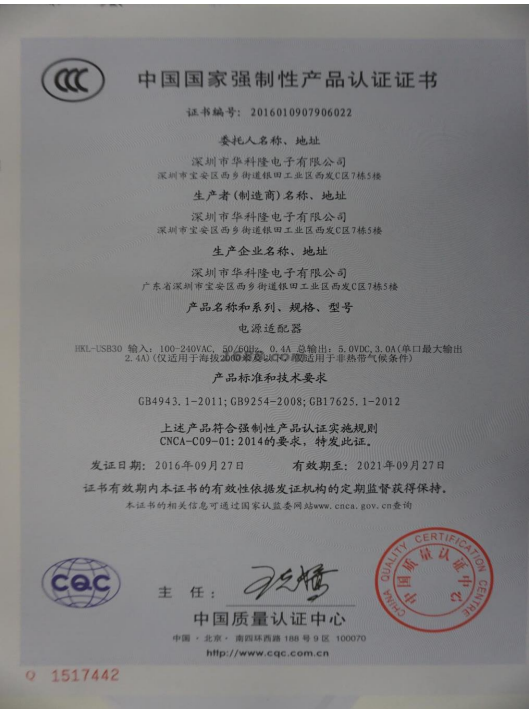 中国国家强制性产品认证证书
证书编号：2016010907906022
委托人名称、地址
深圳市华科隆电子有限公司
深圳市宝安区西乡街道银田工业区西发C区7栋5楼
生产者(制造商)名称、地址
深圳市华科隆电子有限公司
深圳市宝安区西乡街道银田工业区西发C区7栋5楼
生产企业名称、地址
深圳市华科隆电子有限公司
广东省深圳市宝安区西乡街道银田工业区西发C区7栋5楼
产品名称和系列、规格、型号
电源适配器
HKL-USB30 输入：100-240VAC, 50/60Hz, 0.4A 总输出：5.0VDC,3.0A(单口最大输出
2.4A)(仅适用于海拔2000米及以下,仅适用于非热带气候条件)
产品标准和技术要求
GB4943.1-2011;GB9254-2008;GB17625.1-2012
上述产品符合强制性产品认证实施规则
CNCA-C09-01:2014的要求，特发此证。
发证日期：2016年09月27日 有效期至：2021年09月27日
证书有效期内本证书的有效性依据发证机构的定期监督获得保持。
本证书的相关信息可通过国家认监委网站www.cnca.gov.cn查询
CQC
主 任：
CHINA QUALITY CERTIFICATION CENTRE
中国质量认证中心
中国质量认证中心
中国·北京·南四环西路188号9区 100070
http://www.cqc.com.cn
1517442